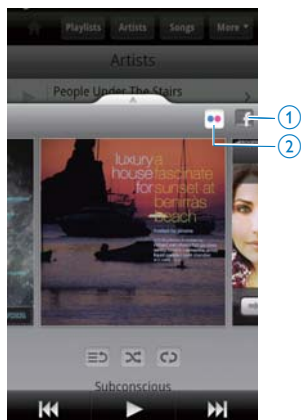 Playlists Artists Songs More
Artists
People Under The Stairs
f 1
2
luxury a
house fascinate
for sunset at
benirras
beach
Subconscious